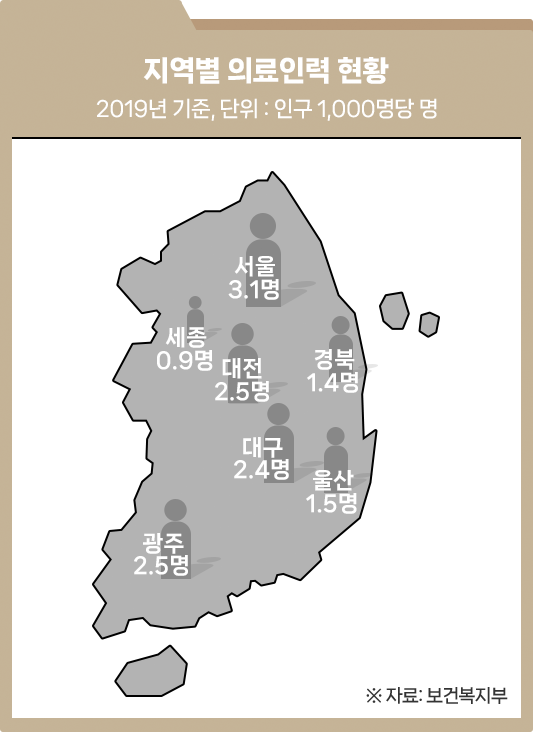 지역별 의료인력 현황
2019년 기준, 단위 : 인구 1,000명당 명
서울
3.1명
세종
0.9명
대전
2.5명
경북
1.4명
대구
2.4명
울산
1.5명
광주
2.5명
※ 자료: 보건복지부